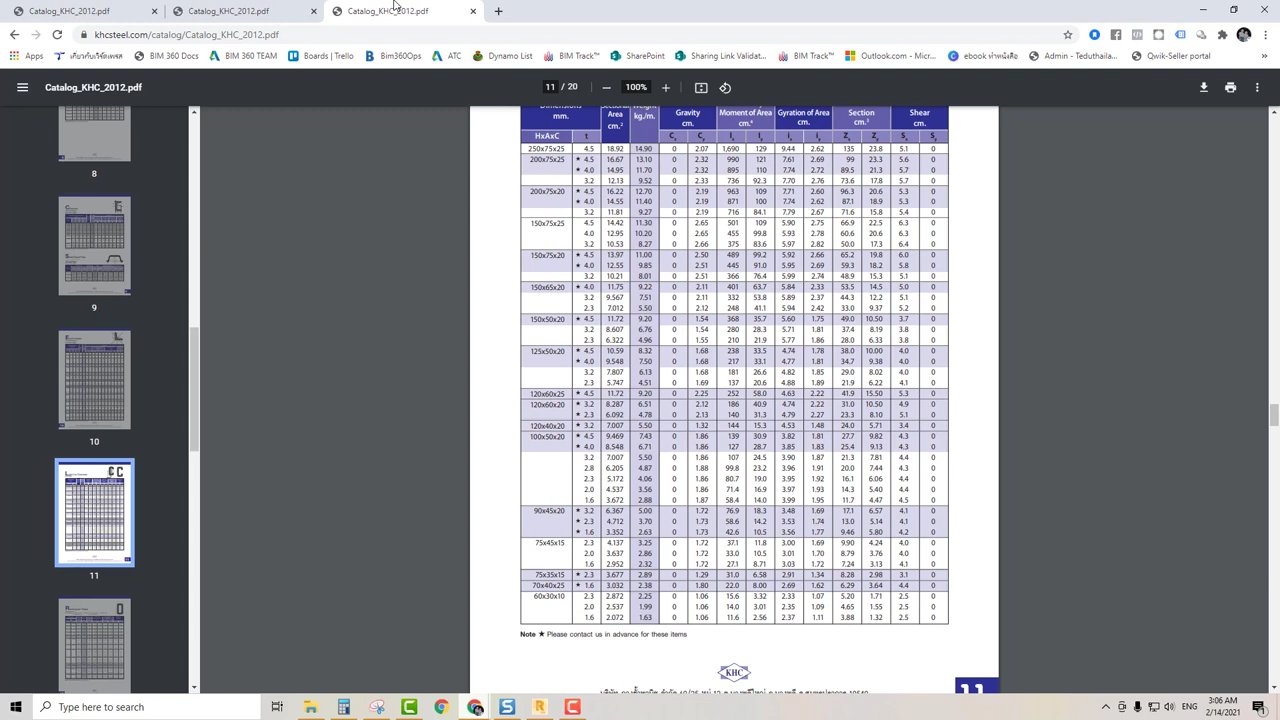 Catalog_KHC_2012.pdf
Catalog_KHC_2012.pdf
Catalog_KHC_2012.pdf
khcsteel.com/catalog/Catalog_KHC_2012.pdf
Apps
เกี่ยวกับบริษัทเพสศ
BIM 360 Docs
BIM 360 TEAM
Boards | Trello
Bim360ops
ATC
Dynamo List
BIM Track™
SharePoint
Sharing Link Validat...
BIM Track™
Outlook.com - Micr...
ebook ทำหนังสือ
Admin - Teduthaila...
Qwik-Seller portal
Catalog_KHC_2012.pdf
11 / 20
100%
8
9
10
11
Dimensions mm. Sectional Area cm.² Weight kg./m. Gravity cm. Moment of Area cm.⁴ Gyration of Area cm. Section cm.³ Shear cm.
HxAxC t Cx Cy Ix Iy ix iy Zx Zy Sx Sy
250x75x25 4.5 18.92 14.90 0 2.07 1,690 129 9.44 2.62 135 23.8 5.1 0
200x75x25 ★ 4.5 16.67 13.10 0 2.32 990 121 7.61 2.69 99 23.3 5.6 0
★ 4.0 14.95 11.70 0 2.32 895 110 7.74 2.72 89.5 21.3 5.7 0
3.2 12.13 9.52 0 2.33 736 92.3 7.70 2.76 73.6 17.8 5.7 0
200x75x20 ★ 4.5 16.22 12.70 0 2.19 963 109 7.71 2.60 96.3 20.6 5.3 0
★ 4.0 14.55 11.40 0 2.19 871 100 7.74 2.62 87.1 18.9 5.3 0
3.2 11.81 9.27 0 2.19 716 84.1 7.79 2.67 71.6 15.8 5.4 0
150x75x25 4.5 14.42 11.30 0 2.65 501 109 5.90 2.75 66.9 22.5 6.3 0
4.0 12.95 10.20 0 2.65 455 99.8 5.93 2.78 60.6 20.6 6.3 0
3.2 10.53 8.27 0 2.66 375 83.6 5.97 2.82 50.0 17.3 6.4 0
150x75x20 ★ 4.5 13.97 11.00 0 2.50 489 99.2 5.92 2.66 65.2 19.8 6.0 0
★ 4.0 12.55 9.85 0 2.51 445 91.0 5.95 2.69 59.3 18.2 5.8 0
3.2 10.21 8.01 0 2.51 366 76.4 5.99 2.74 48.9 15.3 5.1 0
150x65x20 ★ 4.0 11.75 9.22 0 2.11 401 63.7 5.84 2.33 53.5 14.5 5.0 0
3.2 9.567 7.51 0 2.11 332 53.8 5.89 2.37 44.3 12.2 5.1 0
2.3 7.012 5.50 0 2.12 248 41.1 5.94 2.42 33.0 9.37 5.2 0
150x50x20 ★ 4.5 11.72 9.20 0 1.54 368 35.7 5.60 1.75 49.0 10.50 3.7 0
3.2 8.607 6.76 0 1.54 280 28.3 5.71 1.81 37.4 8.19 3.8 0
2.3 6.322 4.96 0 1.55 210 21.9 5.77 1.86 28.0 6.33 3.8 0
125x50x20 ★ 4.5 10.59 8.32 0 1.68 238 33.5 4.74 1.78 38.0 10.00 4.0 0
★ 4.0 9.548 7.50 0 1.68 217 33.1 4.77 1.81 34.7 9.38 4.0 0
3.2 7.807 6.13 0 1.68 181 26.6 4.82 1.85 29.0 8.02 4.0 0
2.3 5.747 4.51 0 1.69 137 20.6 4.88 1.89 21.9 6.22 4.1 0
120x60x25 ★ 4.5 11.72 9.20 0 2.25 252 58.0 4.63 2.22 41.9 15.50 5.3 0
120x60x20 ★ 3.2 8.287 6.51 0 2.12 186 40.9 4.74 2.22 31.0 10.50 4.9 0
★ 2.3 6.092 4.78 0 2.13 140 31.3 4.79 2.27 23.3 8.10 5.1 0
120x40x20 ★ 3.2 7.007 5.50 0 1.32 144 15.3 4.53 1.48 24.0 5.71 3.4 0
100x50x20 ★ 4.5 9.469 7.43 0 1.86 139 30.9 3.82 1.81 27.7 9.82 4.3 0
★ 4.0 8.548 6.71 0 1.86 127 28.7 3.85 1.83 25.4 9.13 4.3 0
3.2 7.007 5.50 0 1.86 107 24.5 3.90 1.87 21.3 7.81 4.4 0
2.8 6.205 4.87 0 1.88 99.8 23.2 3.96 1.91 20.0 7.44 4.3 0
2.3 5.172 4.06 0 1.86 80.7 19.0 3.95 1.92 16.1 6.06 4.4 0
2.0 4.537 3.56 0 1.86 71.4 16.9 3.97 1.93 14.3 5.40 4.4 0
1.6 3.672 2.88 0 1.87 58.4 14.0 3.99 1.95 11.7 4.47 4.5 0
90x45x20 ★ 3.2 6.367 5.00 0 1.72 76.9 18.3 3.48 1.69 17.1 6.57 4.1 0
★ 2.3 4.712 3.70 0 1.73 58.6 14.2 3.53 1.74 13.0 5.14 4.1 0
★ 1.6 3.352 2.63 0 1.73 42.6 10.5 3.56 1.77 9.46 5.80 4.2 0
75x45x15 2.3 4.137 3.25 0 1.72 37.1 11.8 3.00 1.69 9.90 4.24 4.0 0
2.0 3.637 2.86 0 1.72 33.0 10.5 3.01 1.70 8.79 3.76 4.0 0
1.6 2.952 2.32 0 1.72 27.1 8.71 3.03 1.72 7.24 3.13 4.1 0
75x35x15 ★ 2.3 3.677 2.89 0 1.29 31.0 6.58 2.91 1.34 8.28 2.98 3.1 0
70x40x25 ★ 1.6 3.032 2.38 0 1.80 22.0 8.00 2.69 1.62 6.29 3.64 4.4 0
60x30x10 2.3 2.872 2.25 0 1.06 15.6 3.32 2.33 1.07 5.20 1.71 2.5 0
2.0 2.537 1.99 0 1.06 14.0 3.01 2.35 1.09 4.65 1.55 2.5 0
1.6 2.072 1.63 0 1.06 11.6 2.56 2.37 1.11 3.88 1.32 2.5 0
Note ★ Please contact us in advance for these items
KHC
11
Type here to search
3:06 AM
2/14/2021